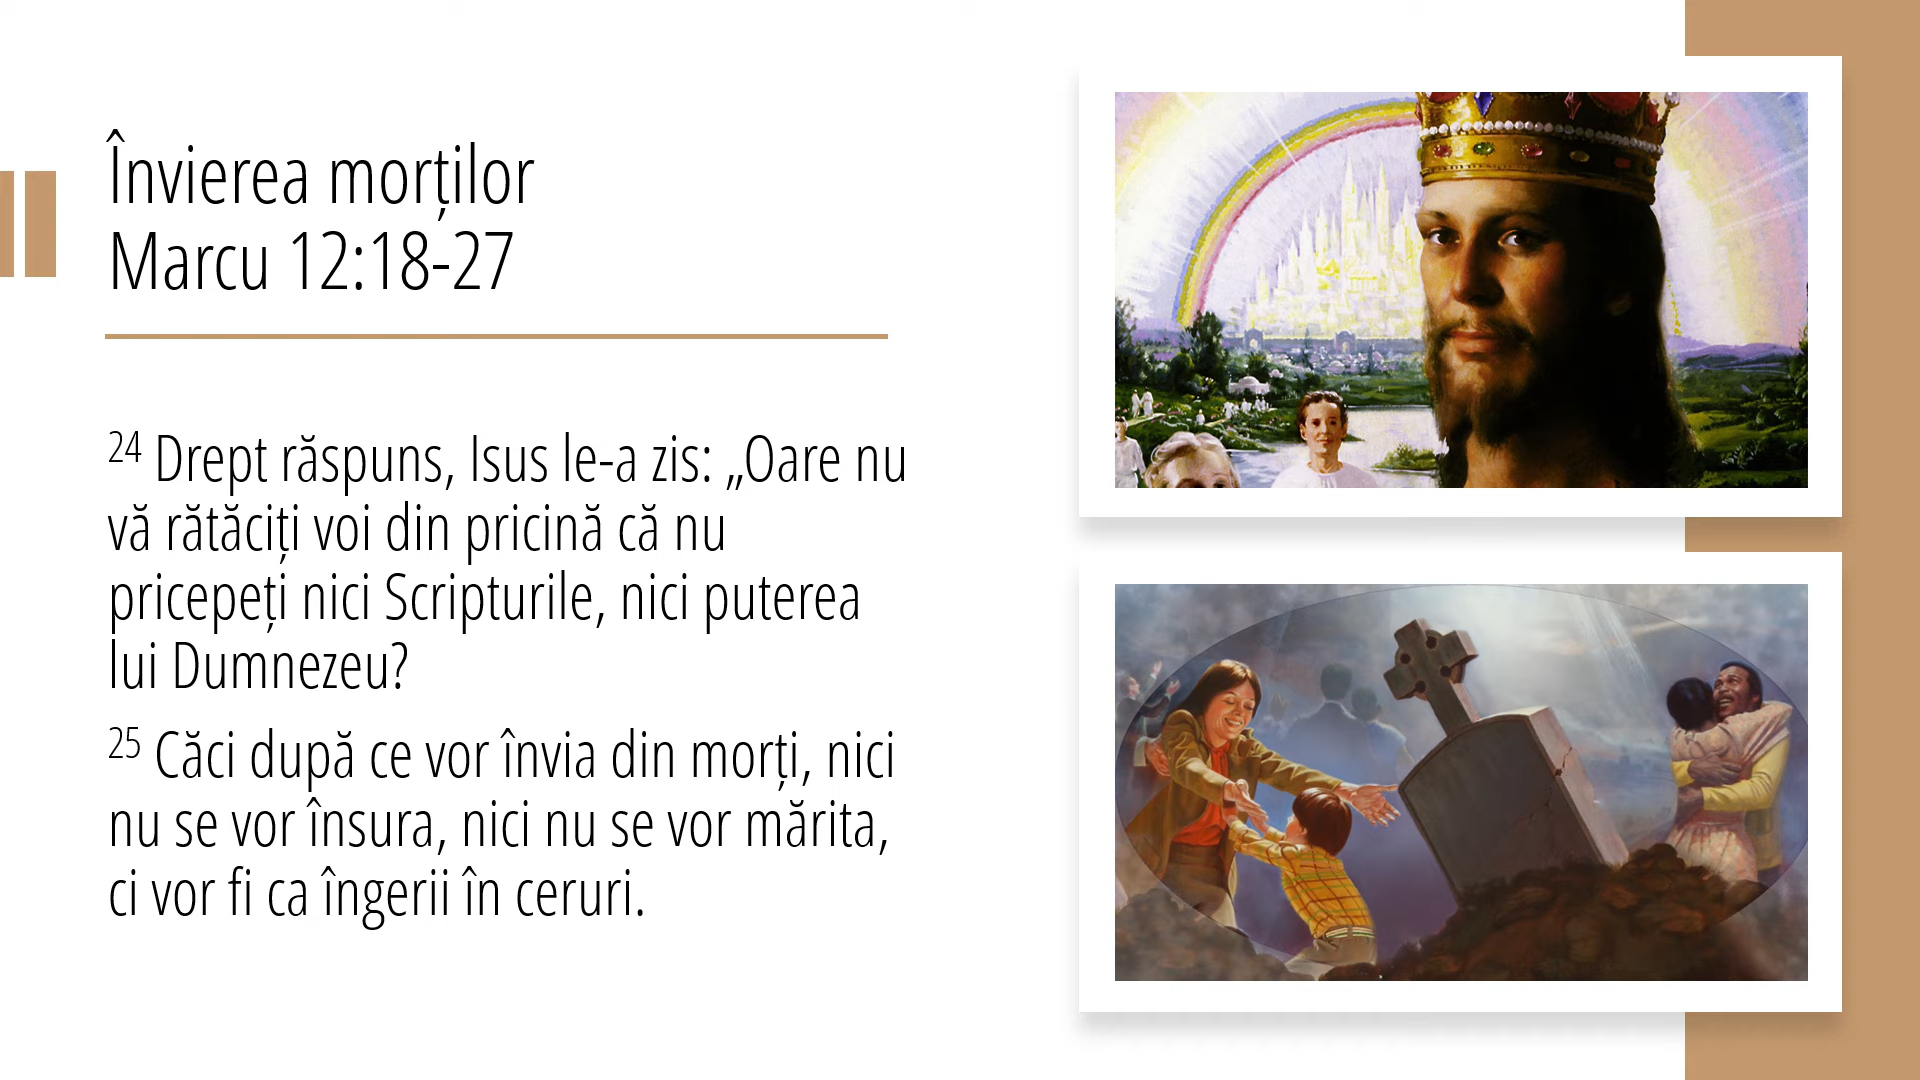 Învierea morților
Marcu 12:18-27
24 Drept răspuns, Isus le-a zis: „Oare nu
vă rătăciți voi din pricină că nu
pricepeți nici Scripturile, nici puterea
lui Dumnezeu?
25 Căci după ce vor învia din morți, nici
nu se vor însura, nici nu se vor mărita,
ci vor fi ca îngerii în ceruri.